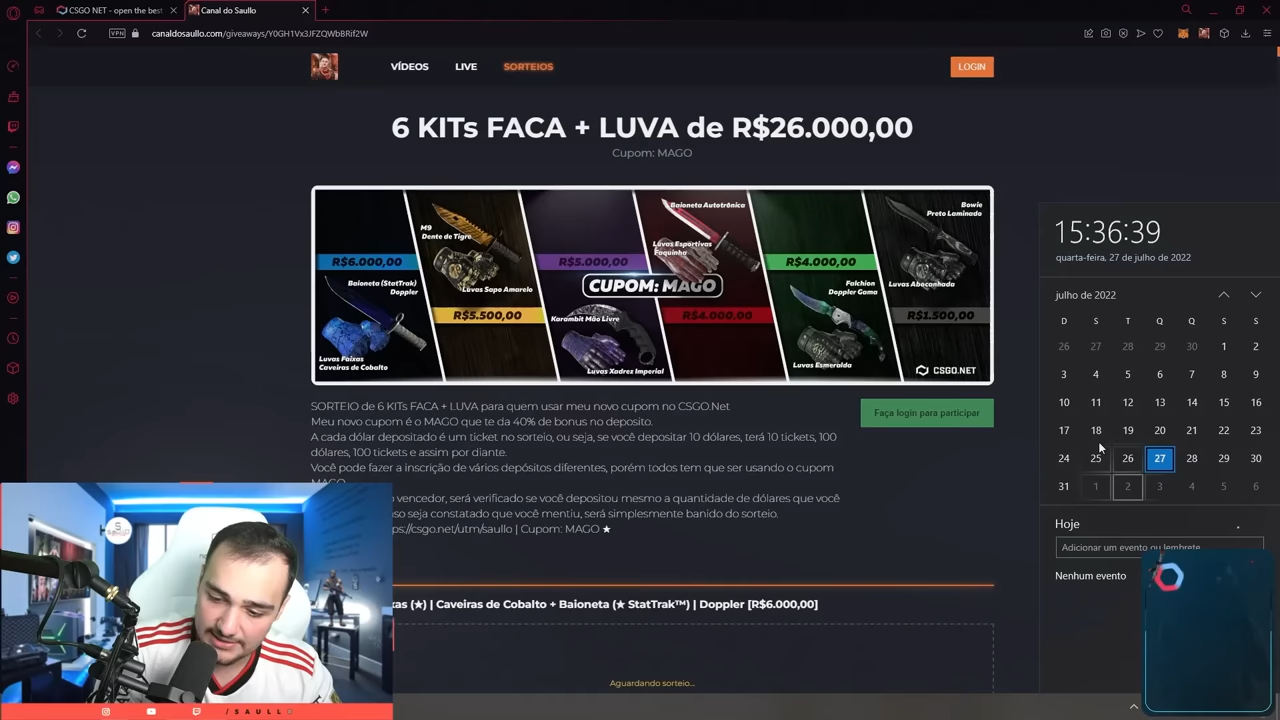 CSGO.NET - open the best
Canal do Saullo
VPN
canaldosaullo.com/giveaways/Y0GH1Vx3JFZQWbBRif2W
VÍDEOS
LIVE
SORTEIOS
LOGIN
6 KITs FACA + LUVA de R$26.000,00
Cupom: MAGO
R$6.000,00
Baioneta (StatTrak)
Doppler
Luvas Faixas
Caveiras de Cobalto
M9
Dente de Tigre
Luvas Sapo Amarelo
R$5.500,00
R$5.000,00
Karambit Mão Livre
Luvas Xadrez Imperial
CUPOM: MAGO
Baioneta Autotrônica
Luvas Esportivas
Faquinha
R$4.000,00
R$4.000,00
Falchion
Doppler Gama
Luvas Esmeralda
Bowie
Preto Laminado
Luvas Abocanhada
R$1.500,00
CSGO.NET
SORTEIO de 6 KITs FACA + LUVA para quem usar meu novo cupom no CSGO.Net
Meu novo cupom é o MAGO que te da 40% de bonus no deposito.
A cada dólar depositado é um ticket no sorteio, ou seja, se você depositar 10 dólares, terá 10 tickets, 100
dólares, 100 tickets e assim por diante.
Você pode fazer a inscrição de vários depósitos diferentes, porém todos tem que ser usando o cupom
MAGO.
vencedor, será verificado se você depositou mesmo a quantidade de dólares que você
seja constatado que você mentiu, será simplesmente banido do sorteio.
ps://csgo.net/utm/saullo | Cupom: MAGO ★
Faça login para participar
(★) | Caveiras de Cobalto + Baioneta (★ StatTrak™) | Doppler [R$6.000,00]
Aguardando sorteio...
15:36:39
quarta-feira, 27 de julho de 2022
julho de 2022
D S T Q Q S S
26 27 28 29 30 1 2
3 4 5 6 7 8 9
10 11 12 13 14 15 16
17 18 19 20 21 22 23
24 25 26 27 28 29 30
31 1 2 3 4 5 6
Hoje
Adicionar um evento ou lembrete
Nenhum evento
/SAULLO